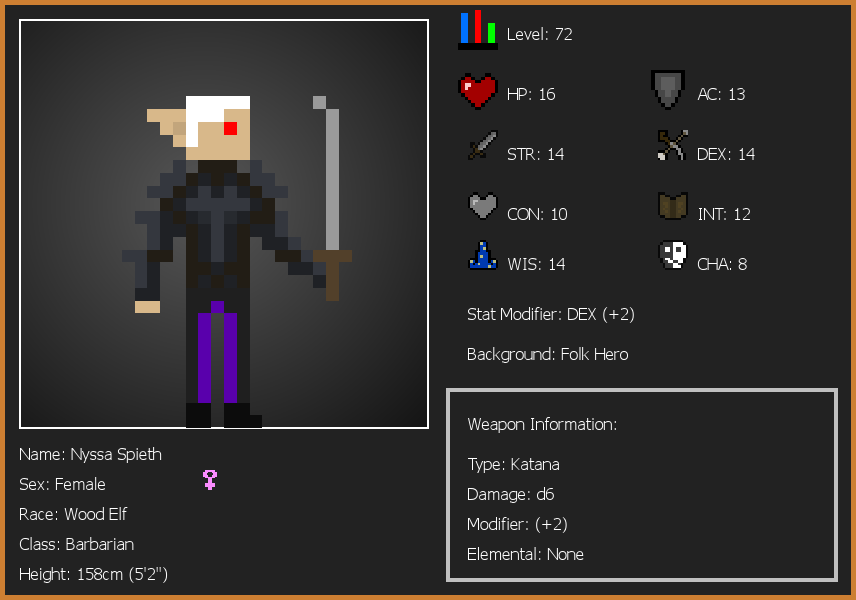 Level: 72
HP: 16
AC: 13
STR: 14
DEX: 14
CON: 10
INT: 12
WIS: 14
CHA: 8
Stat Modifier: DEX (+2)
Background: Folk Hero
Weapon Information:
Type: Katana
Damage: d6
Modifier: (+2)
Elemental: None
Name: Nyssa Spieth
Sex: Female
Race: Wood Elf
Class: Barbarian
Height: 158cm (5'2")